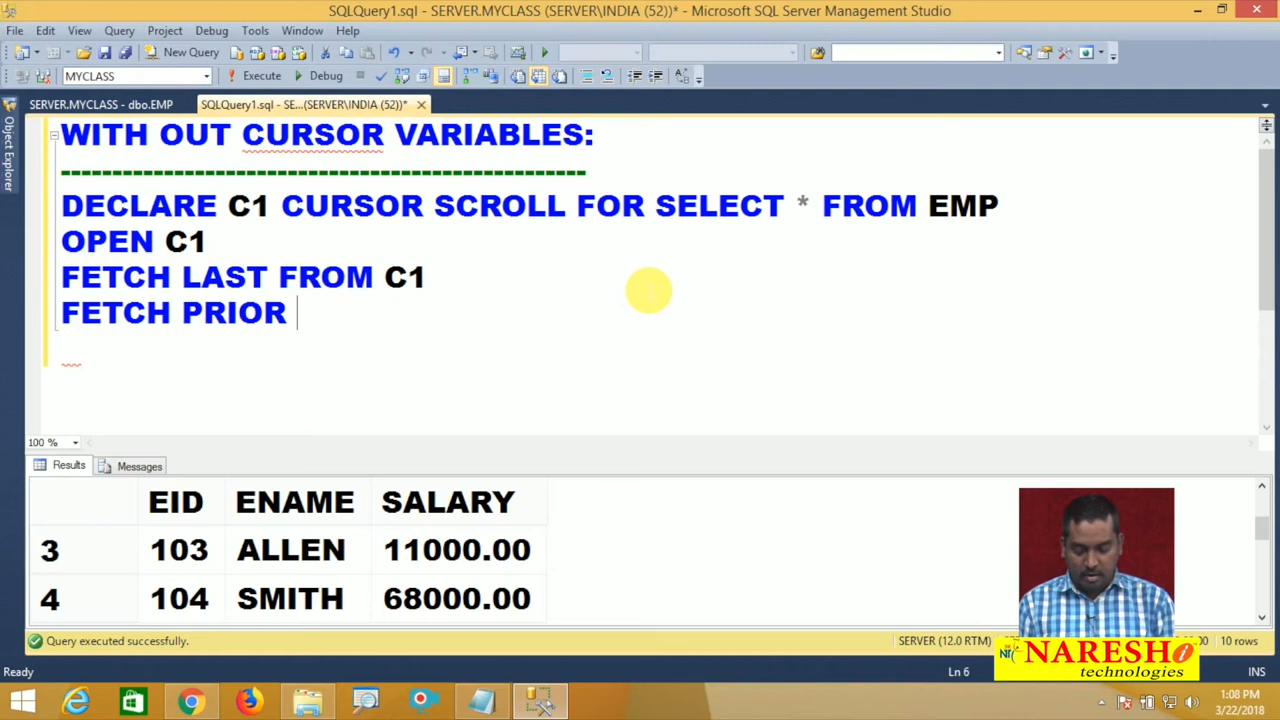 SQLQuery1.sql - SERVER.MYCLASS (SERVER\INDIA (52))* - Microsoft SQL Server Management Studio
File Edit View Query Project Debug Tools Window Help
New Query
MYCLASS Execute Debug
SERVER.MYCLASS - dbo.EMP SQLQuery1.sql - SE...(SERVER\INDIA (52))*
Object Explorer
WITH OUT CURSOR VARIABLES:
-------------------------------------------------
DECLARE C1 CURSOR SCROLL FOR SELECT * FROM EMP
OPEN C1
FETCH LAST FROM C1
FETCH PRIOR
100 %
Results Messages
EID ENAME SALARY
3 103 ALLEN 11000.00
4 104 SMITH 68000.00
Query executed successfully. SERVER (12.0 RTM) 10 rows
NARESH i
technologies
Ready Ln 6 INS
1:08 PM
3/22/2018